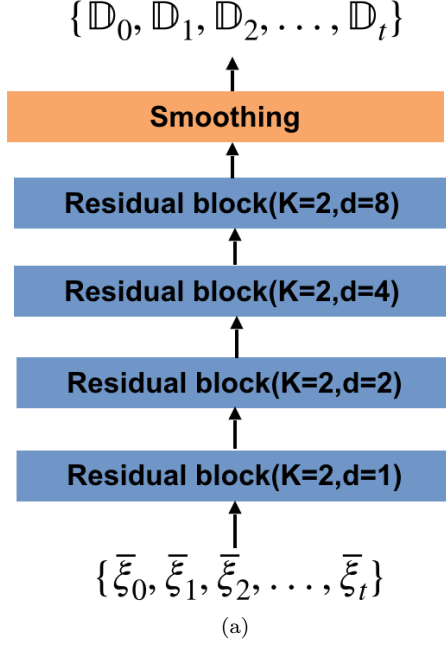 {𝔻₀, 𝔻₁, 𝔻₂, . . . , 𝔻ₜ}
Smoothing
Residual block(K=2,d=8)
Residual block(K=2,d=4)
Residual block(K=2,d=2)
Residual block(K=2,d=1)
{ξ̅₀, ξ̅₁, ξ̅₂, . . . , ξ̅ₜ}
(a)